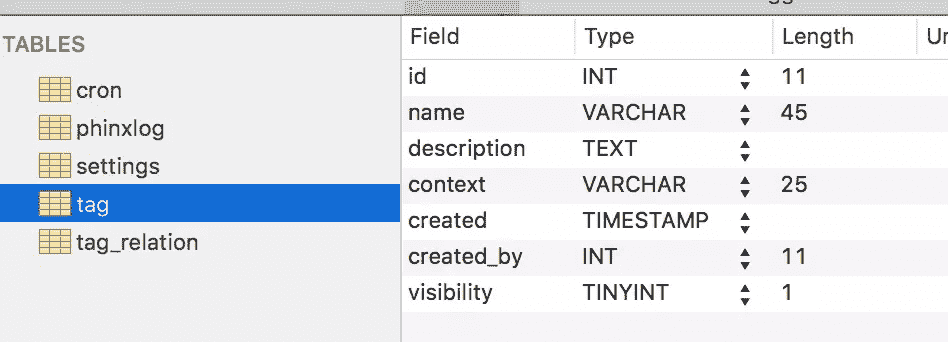 TABLES
cron
phinxlog
settings
tag
tag_relation
Field Type Length
id INT 11
name VARCHAR 45
description TEXT
context VARCHAR 25
created TIMESTAMP
created_by INT 11
visibility TINYINT 1